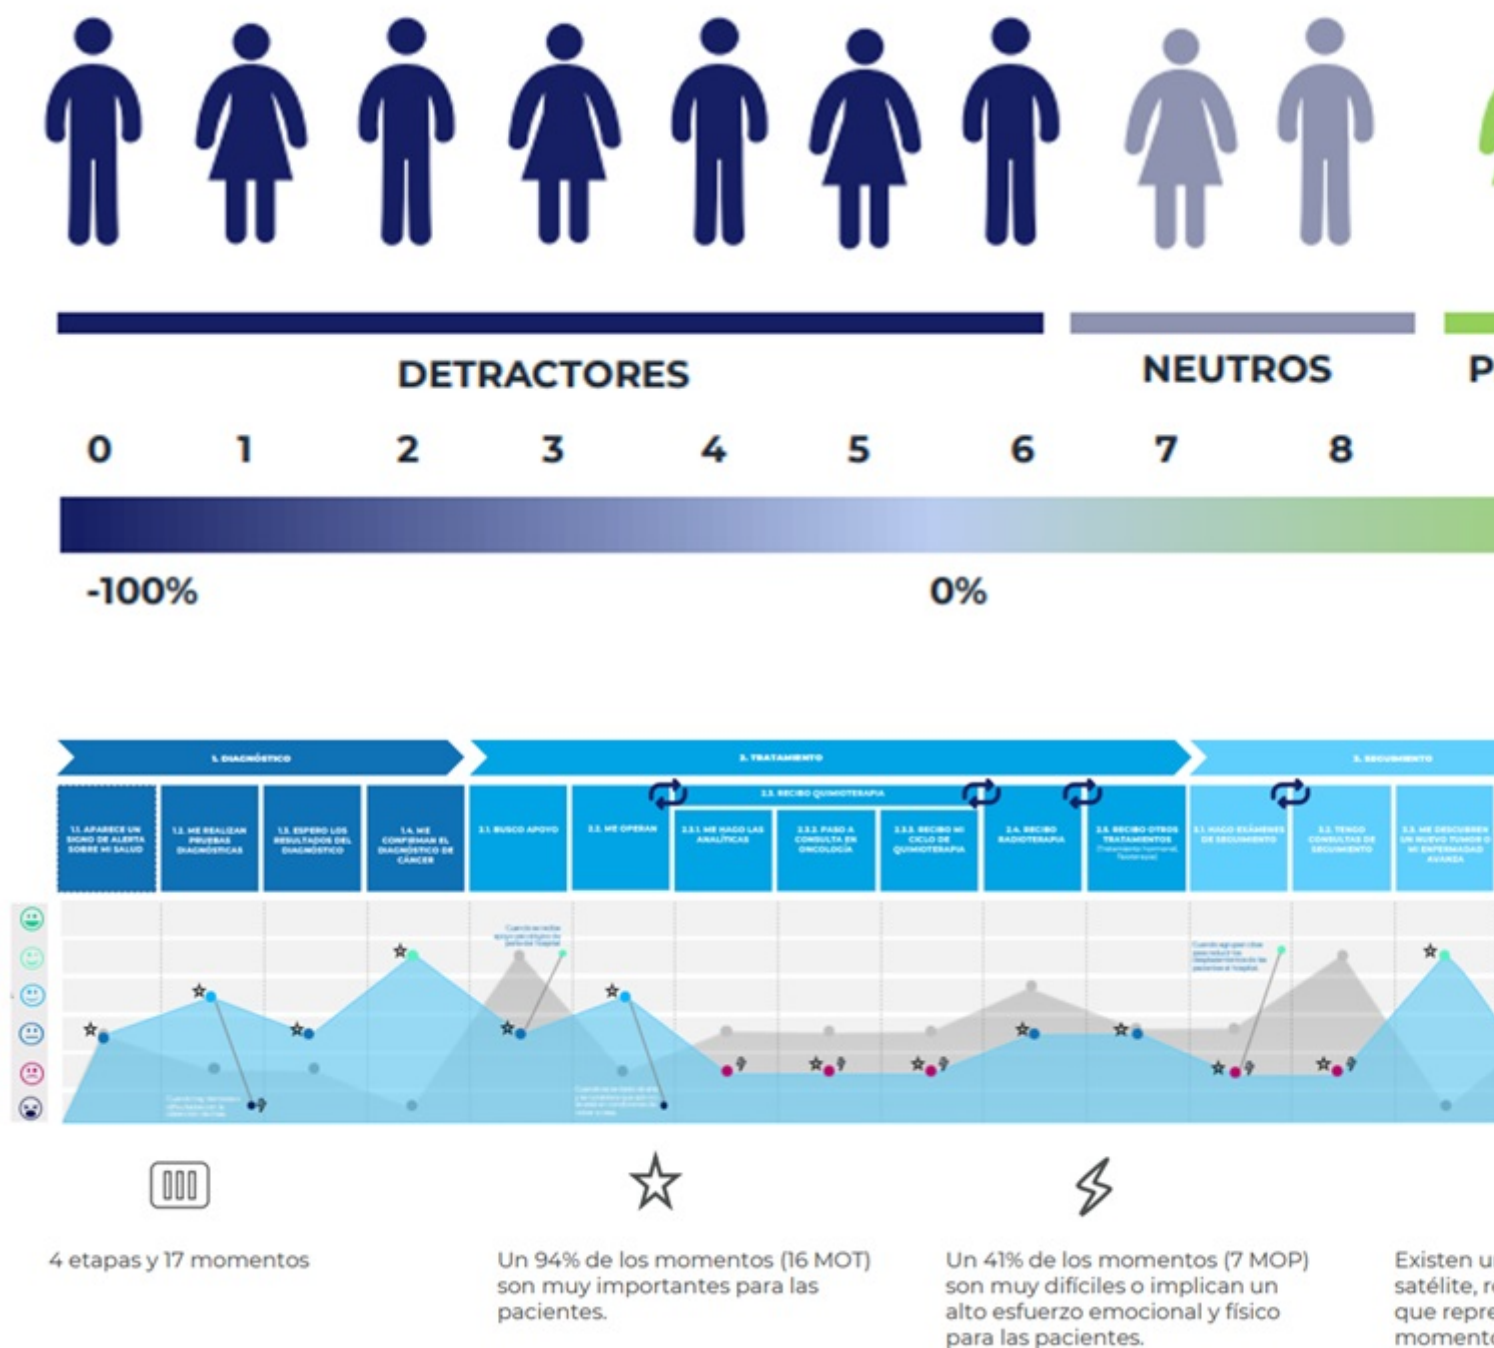 DETRACTORES
NEUTROS
P
0 1 2 3 4 5 6 7 8
-100%
0%
1. DIAGNÓSTICO
2. TRATAMIENTO
3. SEGUIMIENTO
1.1. APARECE UN
SIGNO DE ALERTA
SOBRE MI SALUD
1.2. ME REALIZAN
PRUEBAS
DIAGNÓSTICAS
1.3. ESPERO LOS
RESULTADOS DEL
DIAGNÓSTICO
1.4. ME
CONFIRMAN EL
DIAGNÓSTICO DE
CÁNCER
2.1. BUSCO APOYO
2.2. ME OPERAN
2.3. RECIBO QUIMIOTERAPIA
2.3.1. ME HAGO LAS
ANALÍTICAS
2.3.2. PASO A
CONSULTA EN
ONCOLOGÍA
2.3.3. RECIBO MI
CICLO DE
QUIMIOTERAPIA
2.4. RECIBO
RADIOTERAPIA
2.5. RECIBO OTROS
TRATAMIENTOS
(Tratamiento hormonal,
fisioterapia)
3.1. HAGO EXÁMENES
DE SEGUIMIENTO
3.2. TENGO
CONSULTAS DE
SEGUIMIENTO
3.3. ME DESCUBREN
UN NUEVO TUMOR O
MI ENFERMEDAD
AVANZA
4 etapas y 17 momentos
Un 94% de los momentos (16 MOT)
son muy importantes para las
pacientes.
Un 41% de los momentos (7 MOP)
son muy difíciles o implican un
alto esfuerzo emocional y físico
para las pacientes.
Existen u
satélite, r
que repre
momento